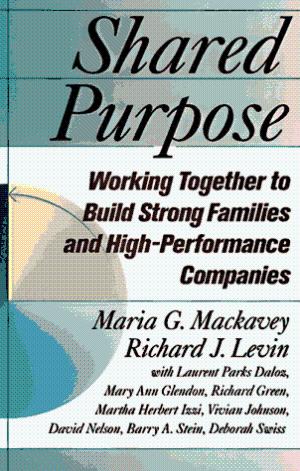 Shared
Purpose
Working Together to
Build Strong Families
and High-Performance
Companies
Maria G. Mackavey
Richard J. Levin
with Laurent Parks Daloz,
Mary Ann Glendon, Richard Green,
Martha Herbert Izzi, Vivian Johnson,
David Nelson, Barry A. Stein, Deborah Swiss